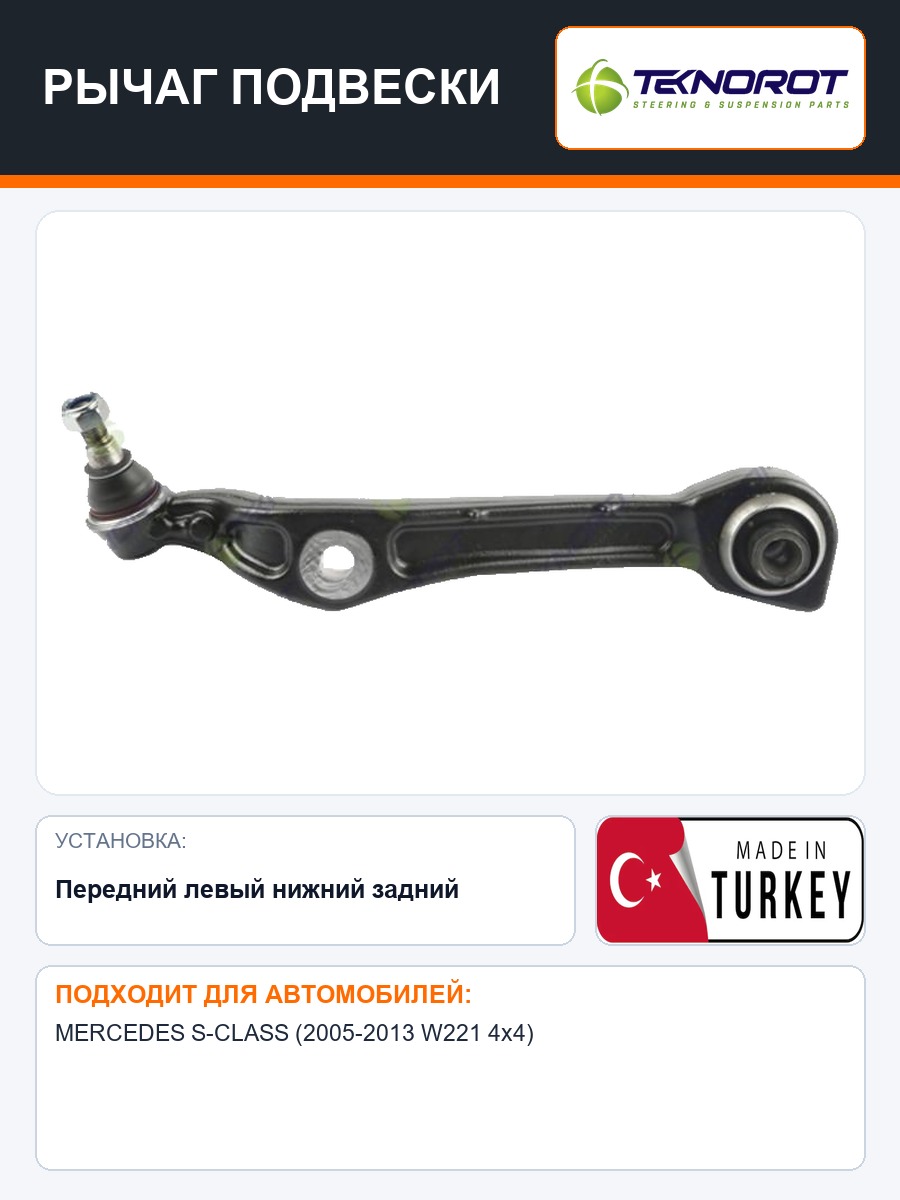 РЫЧАГ ПОДВЕСКИ
TEKNOROT
STEERING & SUSPENSION PARTS
УСТАНОВКА:
Передний левый нижний задний
MADE IN
TURKEY
ПОДХОДИТ ДЛЯ АВТОМОБИЛЕЙ:
MERCEDES S-CLASS (2005-2013 W221 4x4)